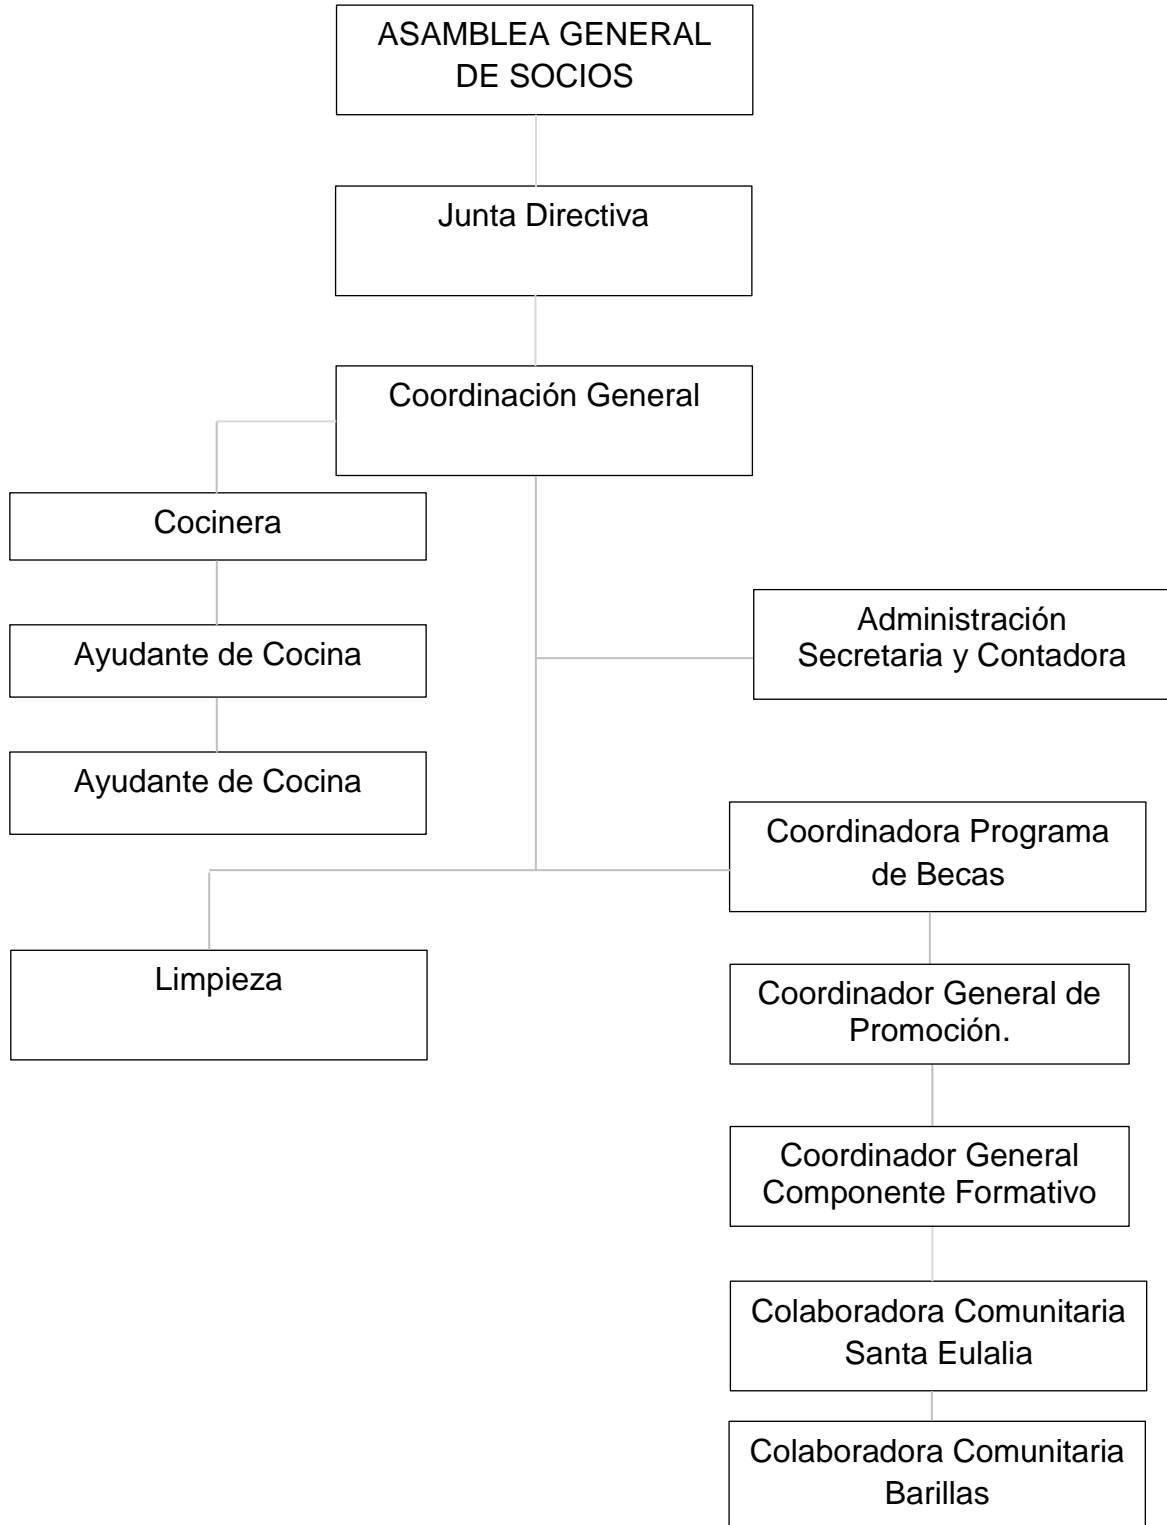 ASAMBLEA GENERAL
DE SOCIOS
Junta Directiva
Coordinación General
Cocinera
Ayudante de Cocina
Administración
Secretaria y Contadora
Ayudante de Cocina
Coordinadora Programa
de Becas
Limpieza
Coordinador General de
Promoción.
Coordinador General
Componente Formativo
Colaboradora Comunitaria
Santa Eulalia
Colaboradora Comunitaria
Barillas